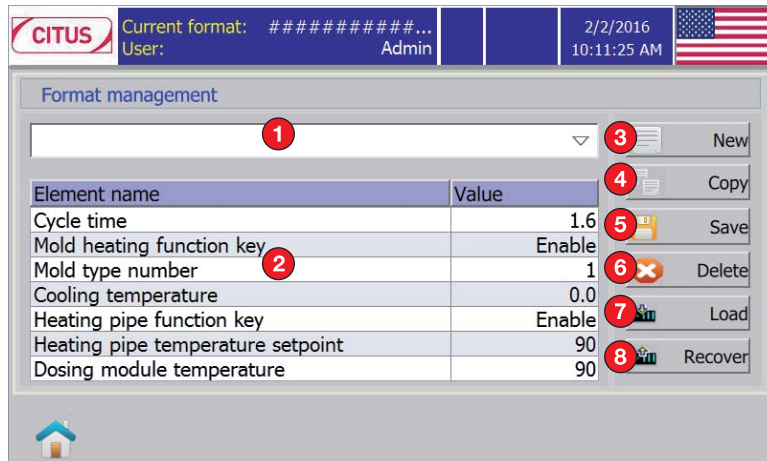 CITUS
Current format: ###########...
User: Admin
2/2/2016
10:11:25 AM
Format management
1
3 New
4 Copy
Element name Value
5 Save
Cycle time 1.6
Mold heating function key Enable
2
6 Delete
Mold type number 1
Cooling temperature 0.0
7 Load
Heating pipe function key Enable
Heating pipe temperature setpoint 90
8 Recover
Dosing module temperature 90